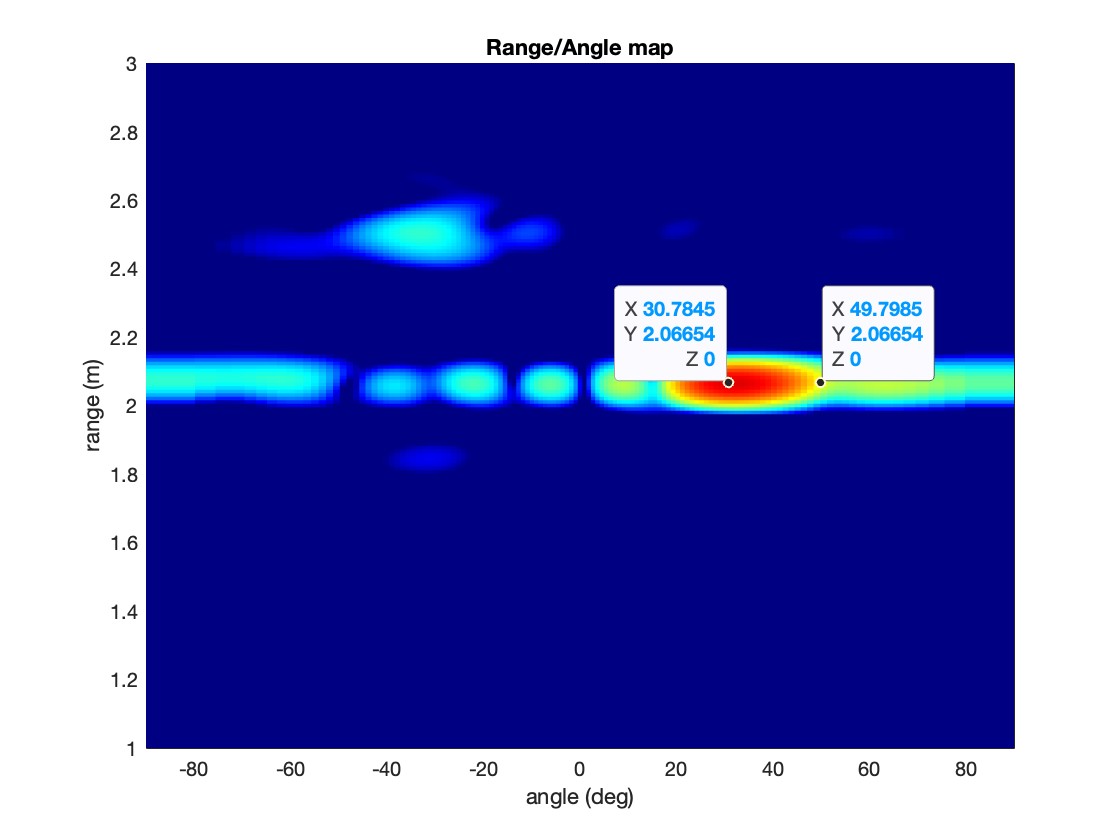 Range/Angle map
3
2.8
2.6
2.4
2.2
2
1.8
1.6
1.4
1.2
1
range (m)
X 30.7845
Y 2.06654
Z 0
X 49.7985
Y 2.06654
Z 0
-80 -60 -40 -20 0 20 40 60 80
angle (deg)